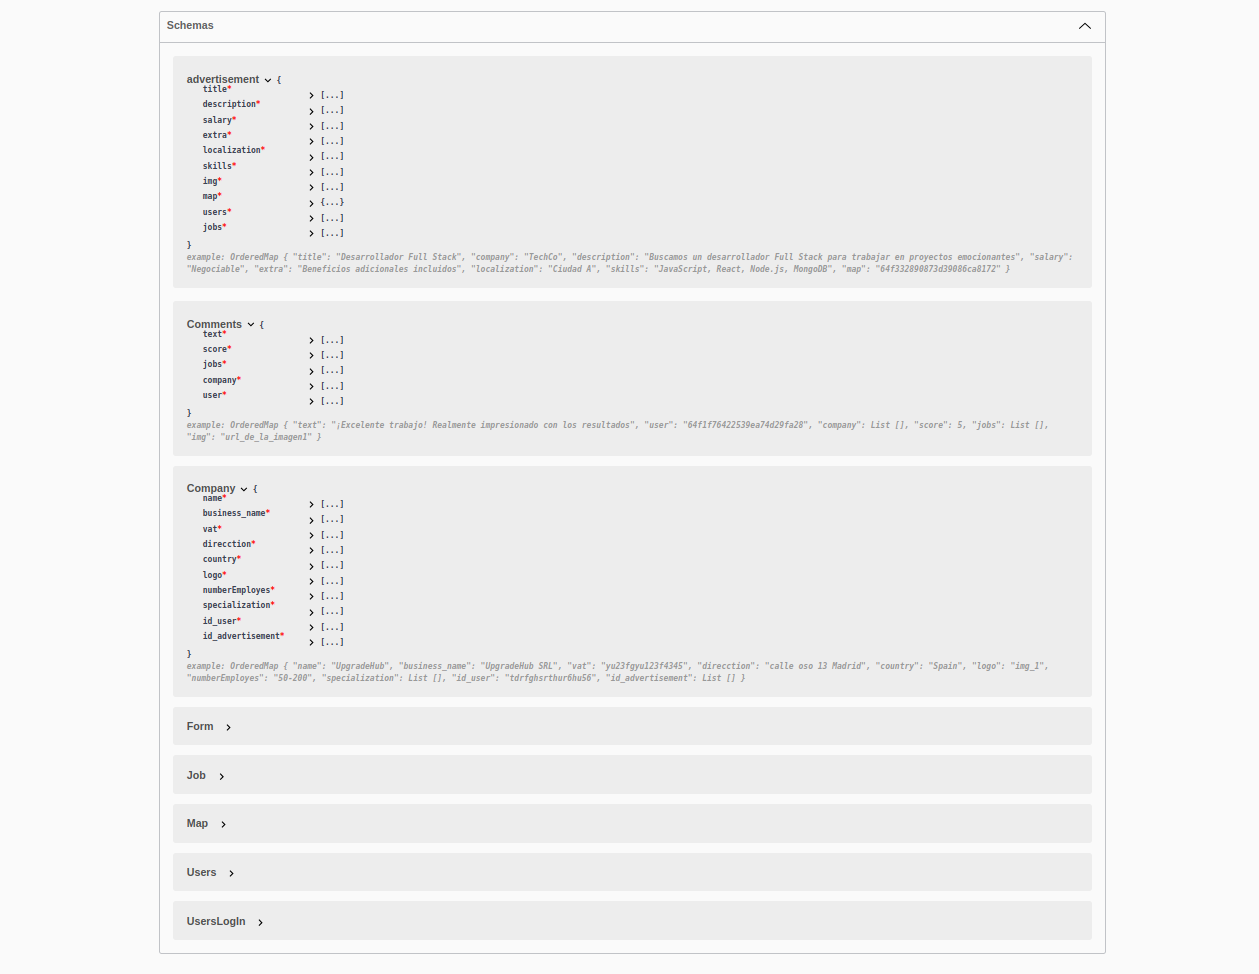 Schemas
advertisement {
title* [...]
description* [...]
salary* [...]
extra* [...]
localization* [...]
skills* [...]
img* [...]
map* {...}
users* [...]
jobs* [...]
}
example: OrderedMap { "title": "Desarrollador Full Stack", "company": "TechCo", "description": "Buscamos un desarrollador Full Stack para trabajar en proyectos emocionantes", "salary":
"Negociable", "extra": "Beneficios adicionales incluidos", "localization": "Ciudad A", "skills": "JavaScript, React, Node.js, MongoDB", "map": "64f332890873d39086ca8172" }
Comments {
text* [...]
score* [...]
jobs* [...]
company* [...]
user* [...]
}
example: OrderedMap { "text": "¡Excelente trabajo! Realmente impresionado con los resultados", "user": "64f1f76422539ea74d29fa28", "company": List [], "score": 5, "jobs": List [],
"img": "url_de_la_imagen1" }
Company {
name* [...]
business_name* [...]
vat* [...]
direcction* [...]
country* [...]
logo* [...]
numberEmployes* [...]
specialization* [...]
id_user* [...]
id_advertisement* [...]
}
example: OrderedMap { "name": "UpgradeHub", "business_name": "UpgradeHub SRL", "vat": "yu23fgyu123f4345", "direcction": "calle oso 13 Madrid", "country": "Spain", "logo": "img_1",
"numberEmployes": "50-200", "specialization": List [], "id_user": "tdrfghsrthur6hu56", "id_advertisement": List [] }
Form
Job
Map
Users
UsersLogIn